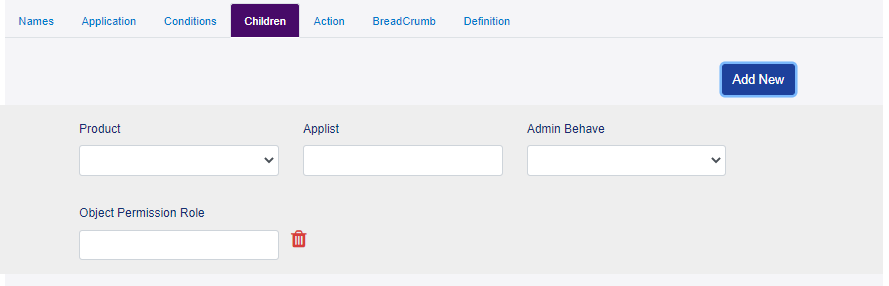 Names Application Conditions Children Action BreadCrumb Definition
Add New
Product Applist Admin Behave
Object Permission Role